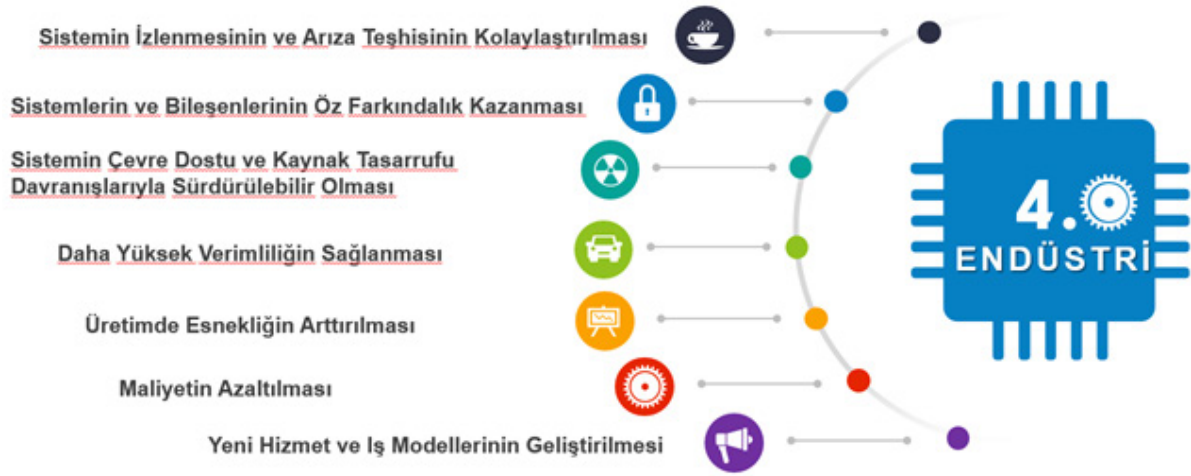 Sistemin İzlenmesinin ve Arıza Teşhisinin Kolaylaştırılması
Sistemlerin ve Bileşenlerinin Öz Farkındalık Kazanması
Sistemin Çevre Dostu ve Kaynak Tasarrufu
Davranışlarıyla Sürdürülebilir Olması
Daha Yüksek Verimliliğin Sağlanması
Üretimde Esnekliğin Arttırılması
Maliyetin Azaltılması
Yeni Hizmet ve Iş Modellerinin Geliştirilmesi
4.0
ENDÜSTRİ